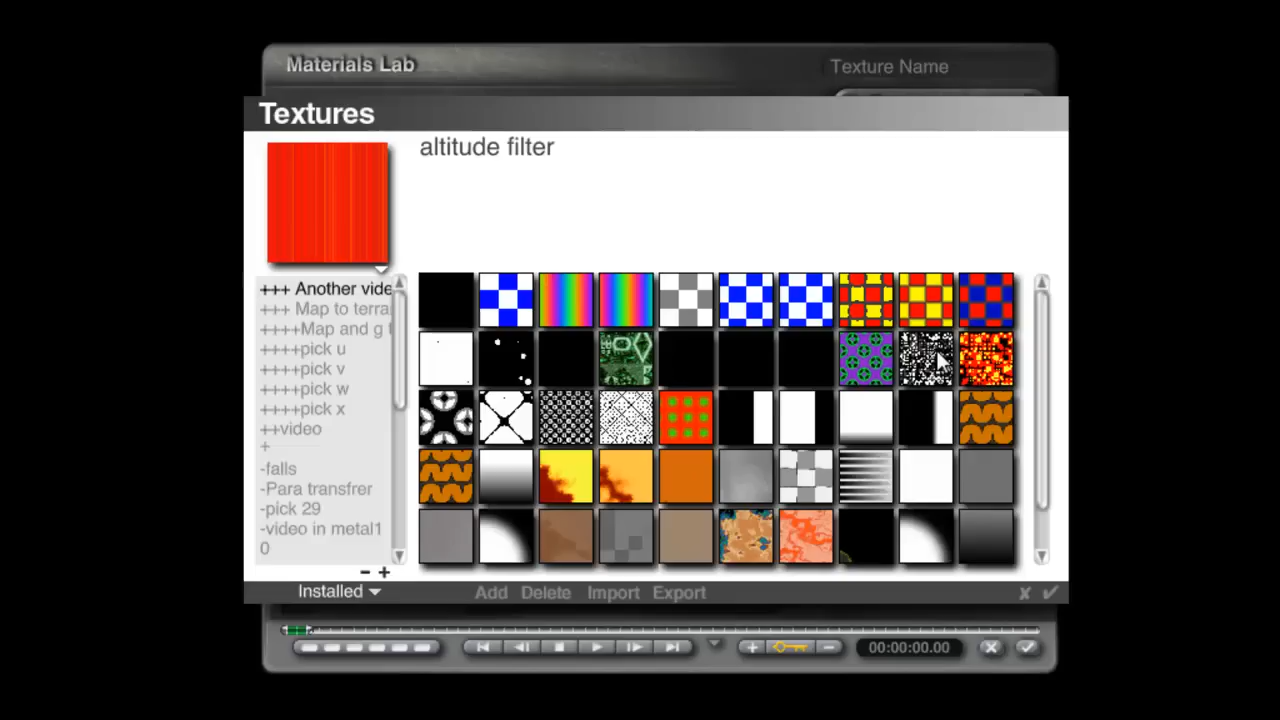 Materials Lab
Texture Name
Textures
altitude filter
+++ Another vide
+++ Map to terra
++++Map and g t
++++pick u
++++pick v
++++pick w
++++pick x
++video
+
-falls
-Para transfrer
-pick 29
-video in metal1
0
Installed
Add Delete Import Export
00:00:00.00